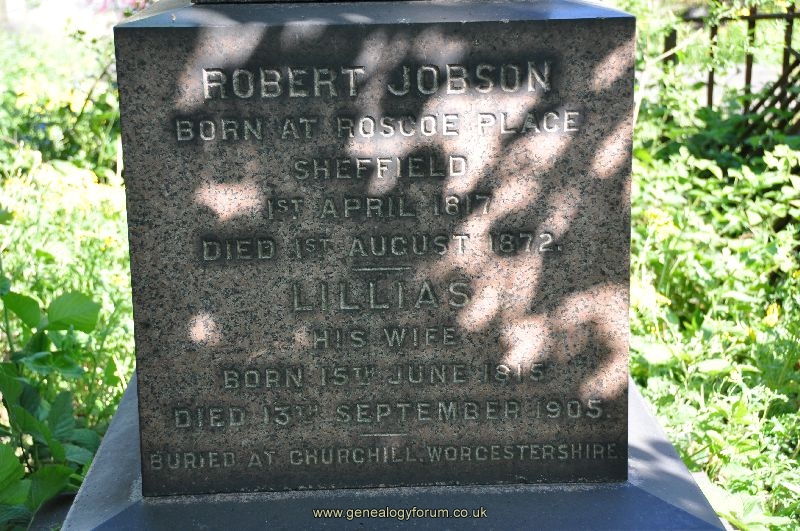 ROBERT JOBSON
BORN AT ROSCOE PLACE
SHEFFIELD
1ST APRIL 1817
DIED 1ST AUGUST 1872.
LILLIAS
HIS WIFE
BORN 15TH JUNE 1815
DIED 13TH SEPTEMBER 1905.
BURIED AT CHURCHILL, WORCESTERSHIRE.
www.genealogyforum.co.uk